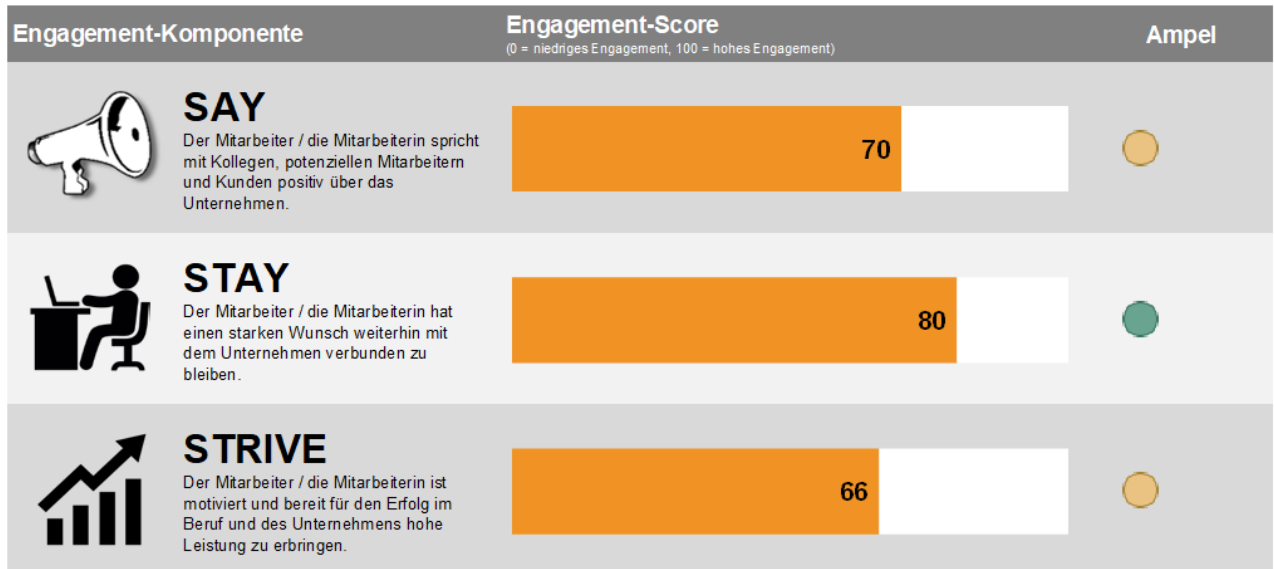 Engagement-Komponente
Engagement-Score
(0 = niedriges Engagement, 100 = hohes Engagement)
Ampel
SAY
Der Mitarbeiter / die Mitarbeiterin spricht
mit Kollegen, potenziellen Mitarbeitern
und Kunden positiv über das
Unternehmen.
70
STAY
Der Mitarbeiter / die Mitarbeiterin hat
einen starken Wunsch weiterhin mit
dem Unternehmen verbunden zu
bleiben.
80
STRIVE
Der Mitarbeiter / die Mitarbeiterin ist
motiviert und bereit für den Erfolg im
Beruf und des Unternehmens hohe
Leistung zu erbringen.
66